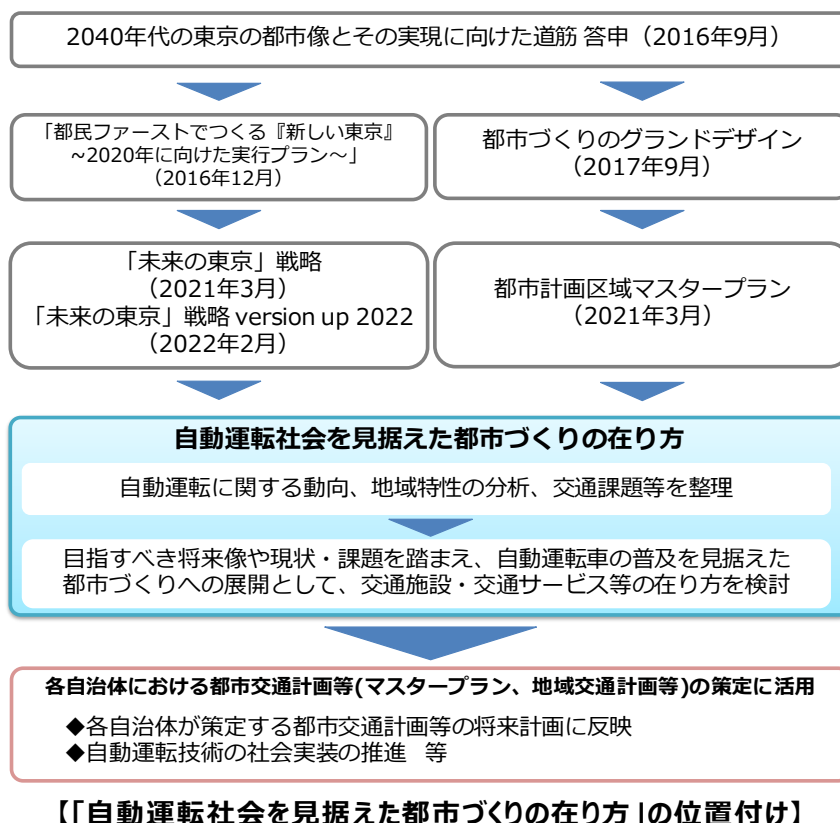 2040年代の東京の都市像とその実現に向けた道筋 答申（2016年9月）
「都民ファーストでつくる『新しい東京』
~2020年に向けた実行プラン～」
（2016年12月）
都市づくりのグランドデザイン
（2017年9月）
「未来の東京」戦略
（2021年3月）
「未来の東京」戦略 version up 2022
（2022年2月）
都市計画区域マスタープラン
（2021年3月）
自動運転社会を見据えた都市づくりの在り方
自動運転に関する動向、地域特性の分析、交通課題等を整理
目指すべき将来像や現状・課題を踏まえ、自動運転車の普及を見据えた
都市づくりへの展開として、交通施設・交通サービス等の在り方を検討
各自治体における都市交通計画等(マスタープラン、地域交通計画等)の策定に活用
◆各自治体が策定する都市交通計画等の将来計画に反映
◆自動運転技術の社会実装の推進　等
【「自動運転社会を見据えた都市づくりの在り方」の位置付け】